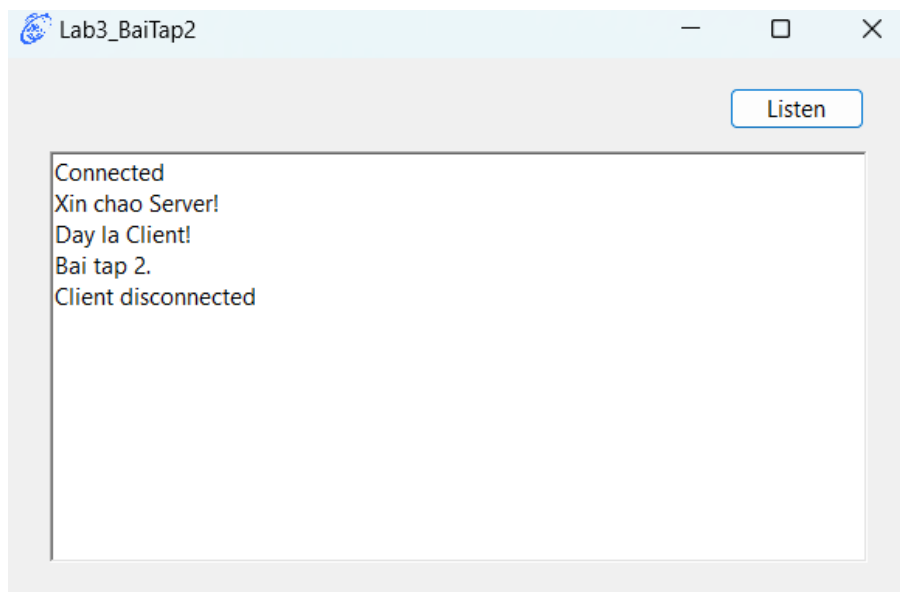 Lab3_BaiTap2
Listen
Connected
Xin chao Server!
Day la Client!
Bai tap 2.
Client disconnected